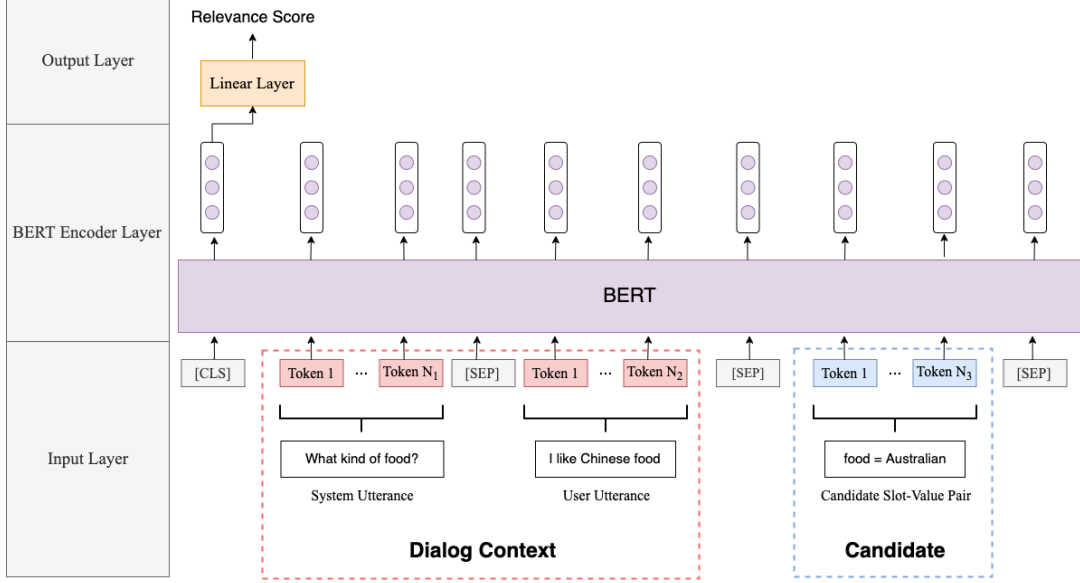 Relevance Score
Output Layer
Linear Layer
BERT Encoder Layer
BERT
[CLS] Token 1 ... Token N1 [SEP] Token 1 ... Token N2 [SEP] Token 1 ... Token N3 [SEP]
Input Layer
What kind of food? I like Chinese food food = Australian
System Utterance User Utterance Candidate Slot-Value Pair
Dialog Context Candidate